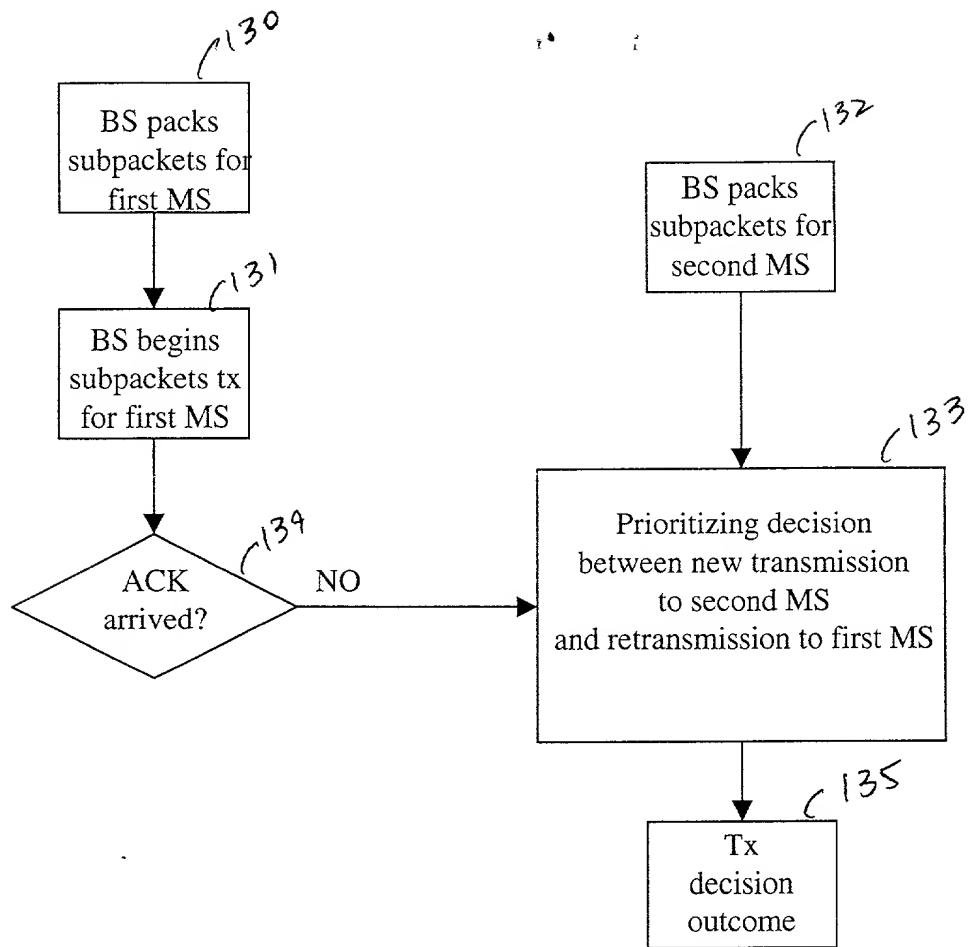 130
BS packs
subpackets for
first MS
131
BS begins
subpackets tx
for first MS
134
ACK
arrived?
NO
132
BS packs
subpackets for
second MS
133
Prioritizing decision
between new transmission
to second MS
and retransmission to first MS
135
Tx
decision
outcome